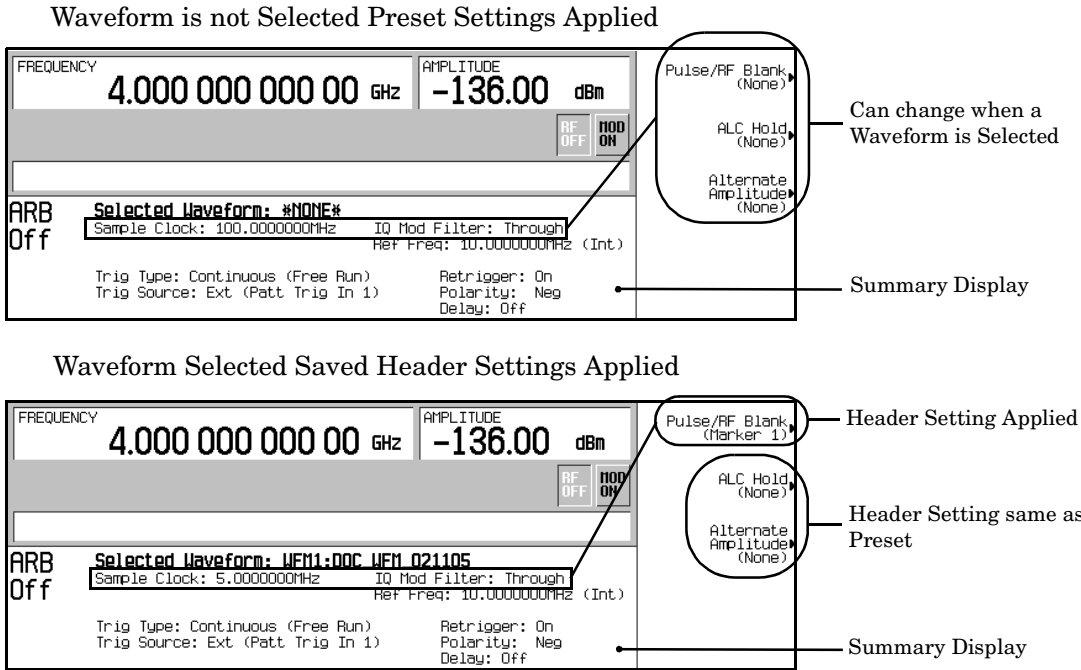 Waveform is not Selected Preset Settings Applied
FREQUENCY
4.000 000 000 00 GHz
AMPLITUDE
-136.00 dBm
RF OFF
MOD ON
Pulse/RF Blank
(None)
ALC Hold
(None)
Alternate
Amplitude
(None)
Can change when a
Waveform is Selected
ARB
Off
Selected Waveform: *NONE*
Sample Clock: 100.0000000MHz IQ Mod Filter: Through
Ref Freq: 10.0000000MHz (Int)
Trig Type: Continuous (Free Run) Retrigger: On
Trig Source: Ext (Patt Trig In 1) Polarity: Neg
Delay: Off
Summary Display
Waveform Selected Saved Header Settings Applied
FREQUENCY
4.000 000 000 00 GHz
AMPLITUDE
-136.00 dBm
RF OFF
MOD ON
Pulse/RF Blank
(Marker 1)
Header Setting Applied
ALC Hold
(None)
Alternate
Amplitude
(None)
Header Setting same as
Preset
ARB
Off
Selected Waveform: WFM1:DOC_WFM_021105
Sample Clock: 5.0000000MHz IQ Mod Filter: Through
Ref Freq: 10.0000000MHz (Int)
Trig Type: Continuous (Free Run) Retrigger: On
Trig Source: Ext (Patt Trig In 1) Polarity: Neg
Delay: Off
Summary Display